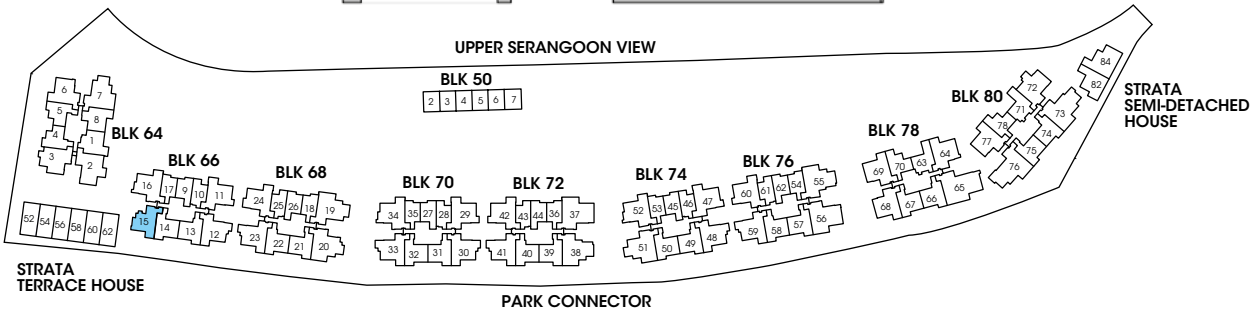 UPPER SERANGOON VIEW
BLK 50
2 3 4 5 6 7
BLK 64
6 7
5 8
4 1
3 2
BLK 66
16 17 9 10 11
15 14 13 12
BLK 68
24 25 26 18 19
23 22 21 20
BLK 70
34 35 27 28 29
33 32 31 30
BLK 72
42 43 44 36 37
41 40 39 38
BLK 74
52 53 45 46 47
51 50 49 48
BLK 76
60 61 62 54 55
59 58 57 56
BLK 78
69 70 63 64
68 67 66 65
BLK 80
72
71 73
78 74
77 75
76
84
82
STRATA
SEMI-DETACHED
HOUSE
52 54 56 58 60 62
STRATA
TERRACE HOUSE
PARK CONNECTOR